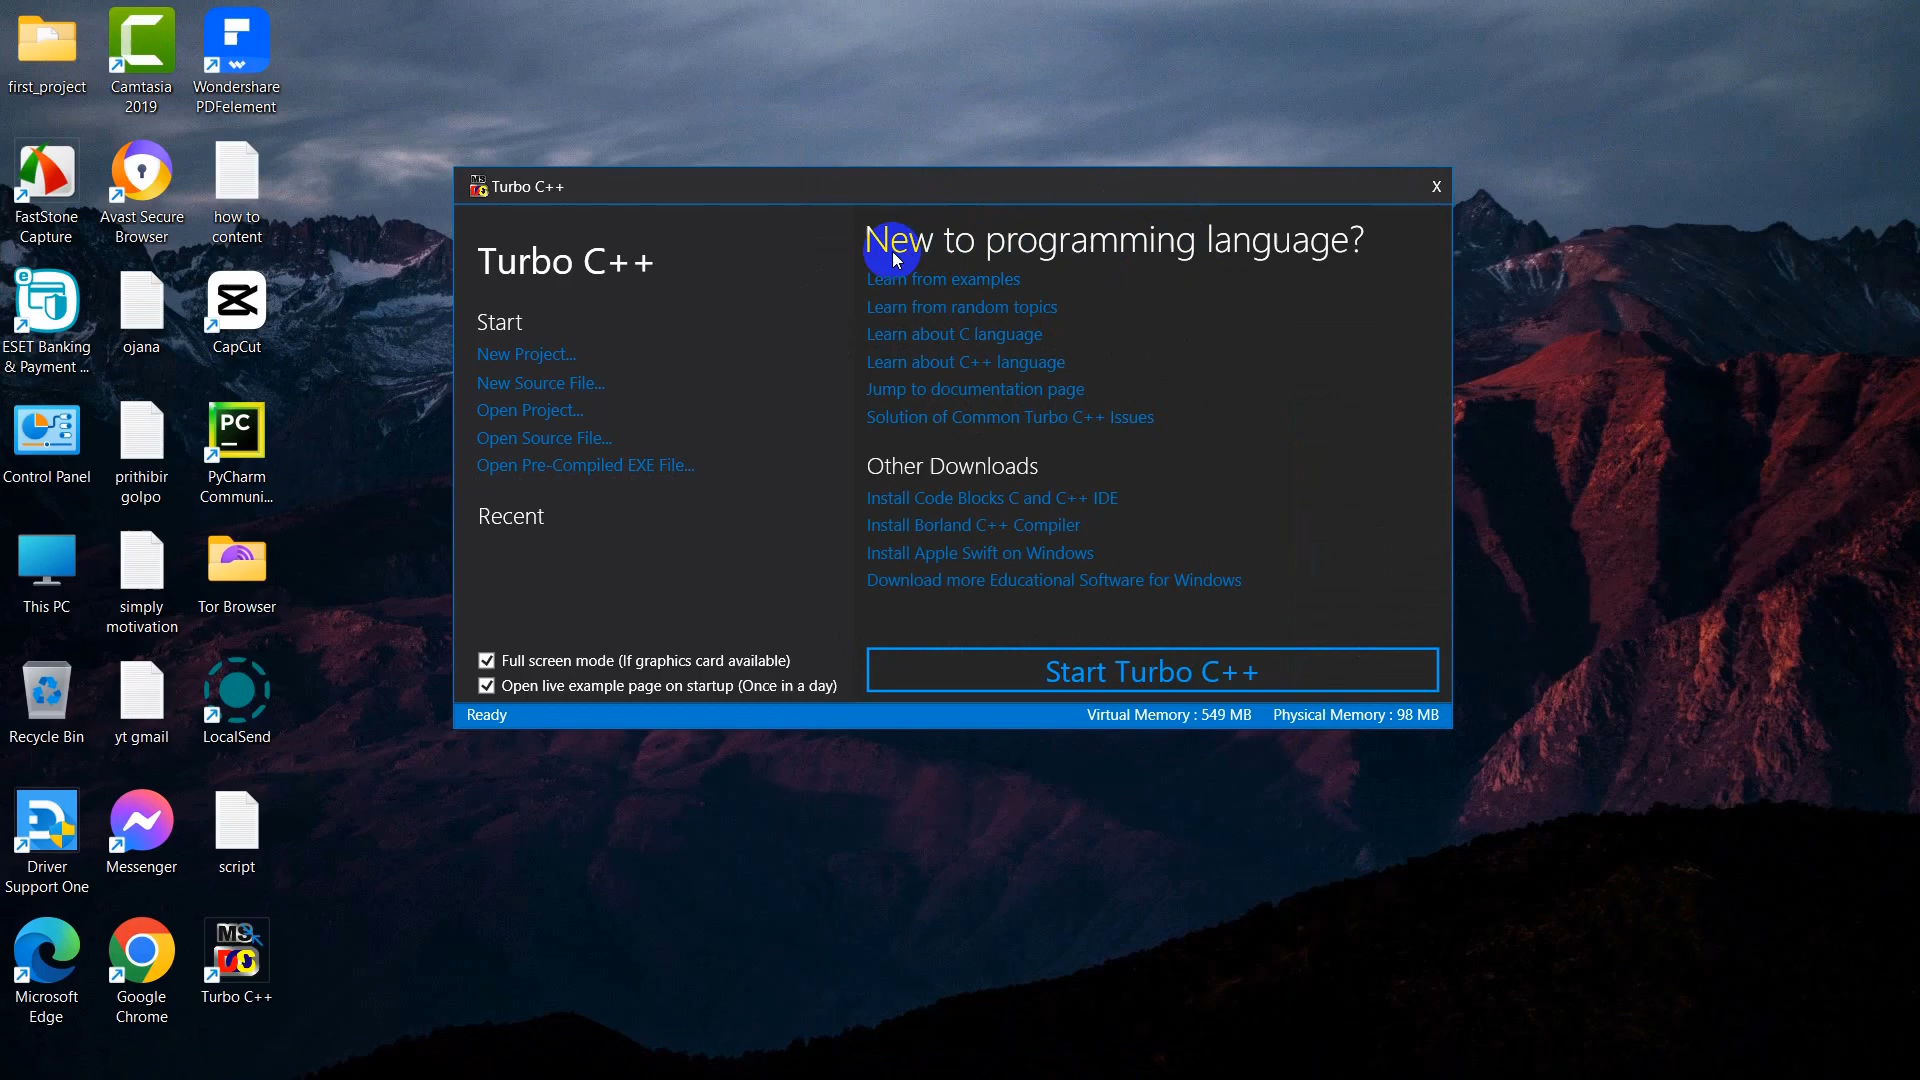 first_project
Camtasia
2019
Wondershare
PDFelement
FastStone
Capture
Avast Secure
Browser
how to
content
ESET Banking
& Payment ...
ojana
CapCut
Control Panel
prithibir
golpo
PC
PyCharm
Communi...
This PC
simply
motivation
Tor Browser
Recycle Bin
yt gmail
LocalSend
Driver
Support One
Messenger
script
Microsoft
Edge
Google
Chrome
MS
Turbo C++
Turbo C++
X
Turbo C++
Start
New Project...
New Source File...
Open Project...
Open Source File...
Open Pre-Compiled EXE File...
Recent
Full screen mode (If graphics card available)
Open live example page on startup (Once in a day)
New to programming language?
Learn from examples
Learn from random topics
Learn about C language
Learn about C++ language
Jump to documentation page
Solution of Common Turbo C++ Issues
Other Downloads
Install Code Blocks C and C++ IDE
Install Borland C++ Compiler
Install Apple Swift on Windows
Download more Educational Software for Windows
Start Turbo C++
Ready
Virtual Memory : 549 MB
Physical Memory : 98 MB